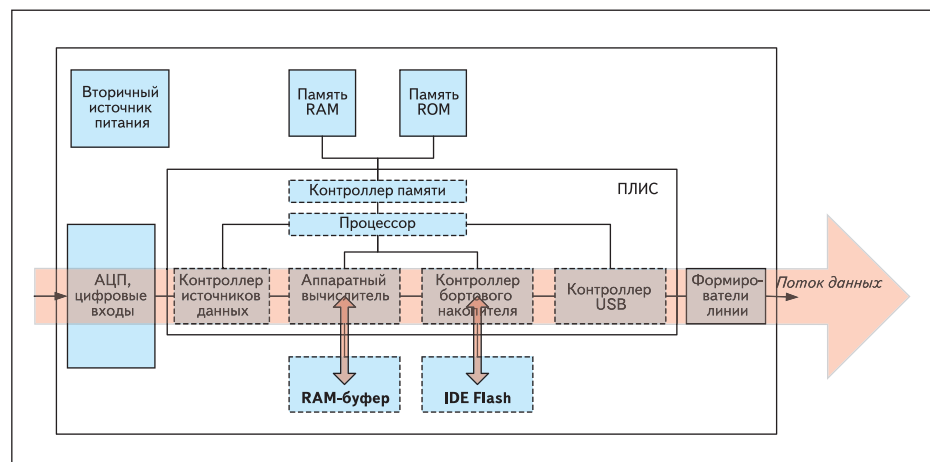 Вторичный
источник
питания
Память
RAM
Память
ROM
ПЛИС
Контроллер памяти
Процессор
АЦП,
цифровые
входы
Контроллер
источников
данных
Аппаратный
вычислитель
Контроллер
бортового
накопителя
Контроллер
USB
Формиро-
ватели
линии
Поток данных
RAM-буфер
IDE Flash